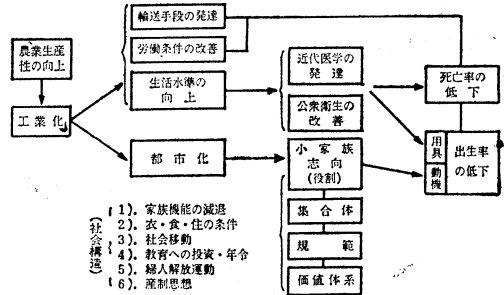 輸送手段の発達
農業生産
性の向上
労働条件の改善
生活水準の
向上
近代医学の
発達
死亡率の
低下
工業化
公衆衛生の
改善
都市化
小家族
志向
(役割)
用具
動機
出生率
の低下
集合体
規範
価値体系
(社会構造)
1). 家族機能の減退
2). 衣・食・住の条件
3). 社会移動
4). 教育への投資・年令
5). 婦人解放運動
6). 産制思想